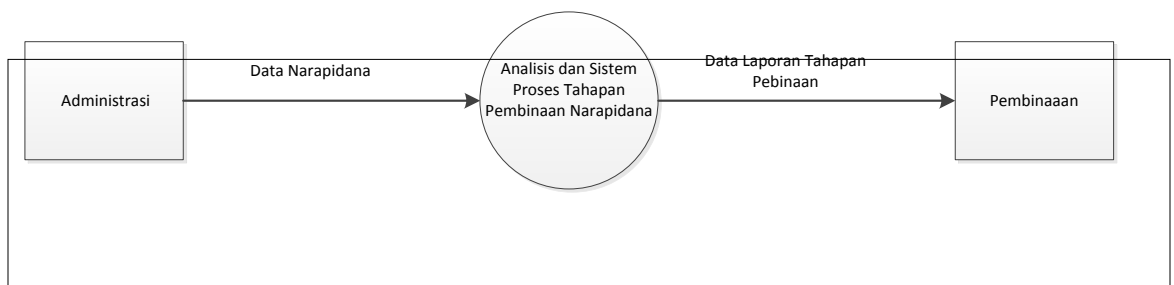 Administrasi
Data Narapidana
Analisis dan Sistem
Proses Tahapan
Pembinaan Narapidana
Data Laporan Tahapan
Pebinaan
Pembinaaan